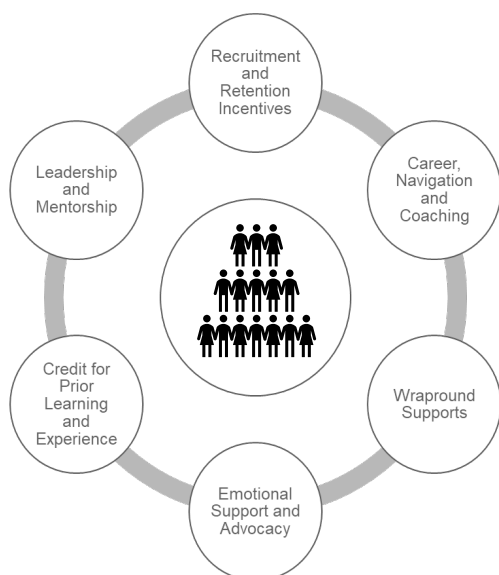 Recruitment
and
Retention
Incentives
Career,
Navigation
and
Coaching
Wrapround
Supports
Emotional
Support and
Advocacy
Credit for
Prior
Learning
and
Experience
Leadership
and
Mentorship